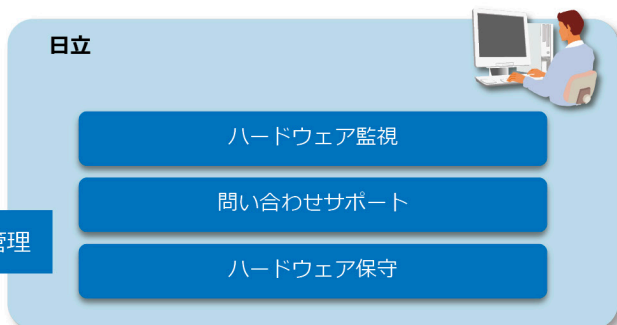 日立
ハードウェア監視
問い合わせサポート
管理
ハードウェア保守